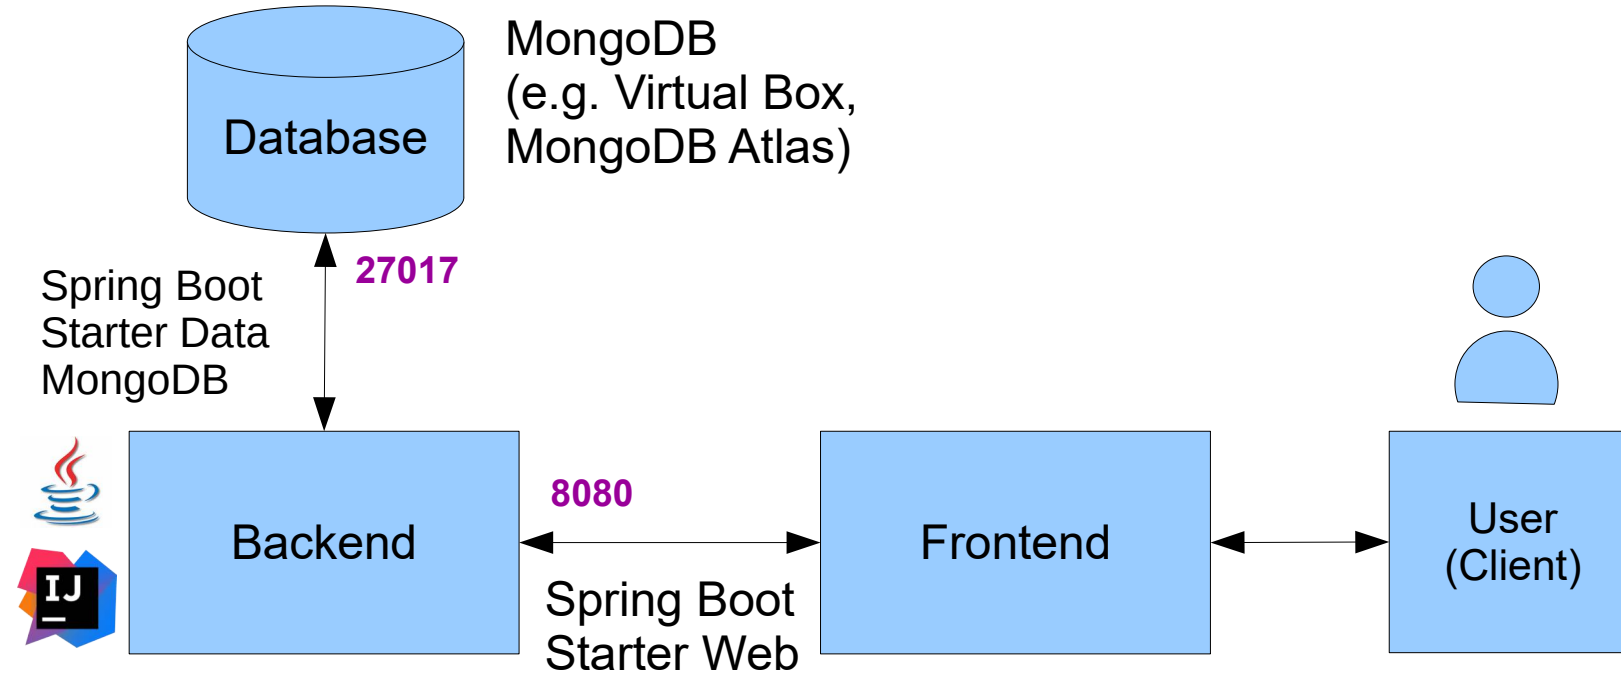 Database
MongoDB
(e.g. Virtual Box,
MongoDB Atlas)
27017
Spring Boot
Starter Data
MongoDB
IJ
Backend
8080
Spring Boot
Starter Web
Frontend
User
(Client)